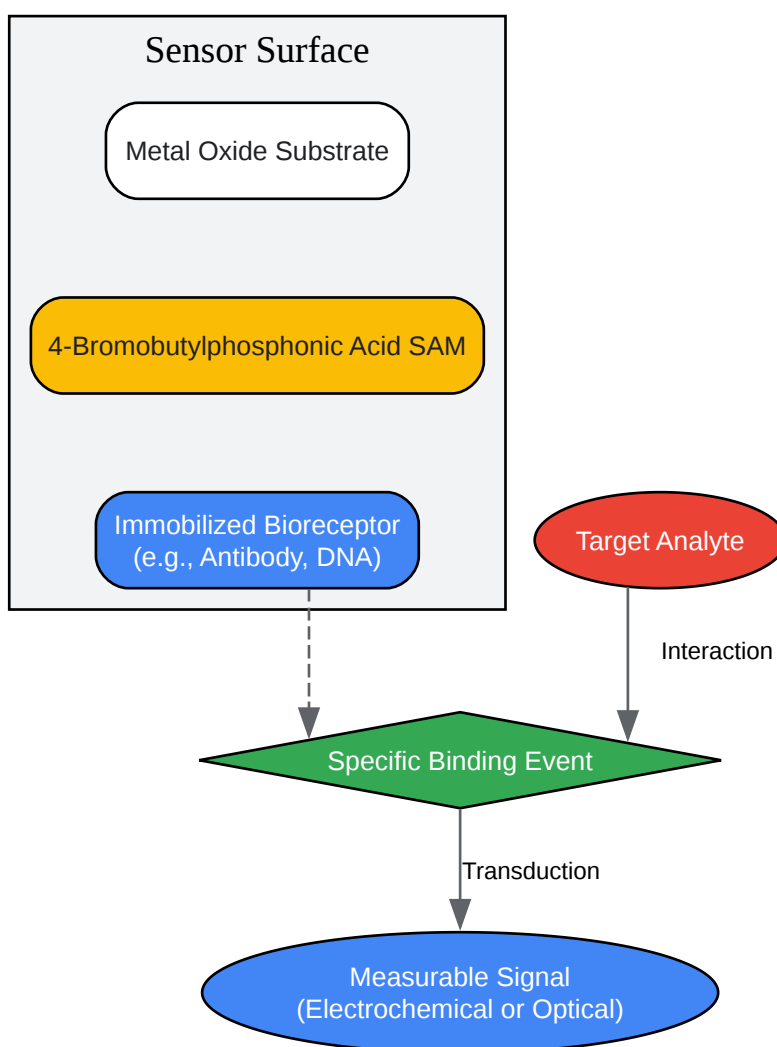 Sensor Surface
Metal Oxide Substrate
4-Bromobutylphosphonic Acid SAM
Immobilized Bioreceptor
(e.g., Antibody, DNA)
Target Analyte
Interaction
Specific Binding Event
Transduction
Measurable Signal
(Electrochemical or Optical)